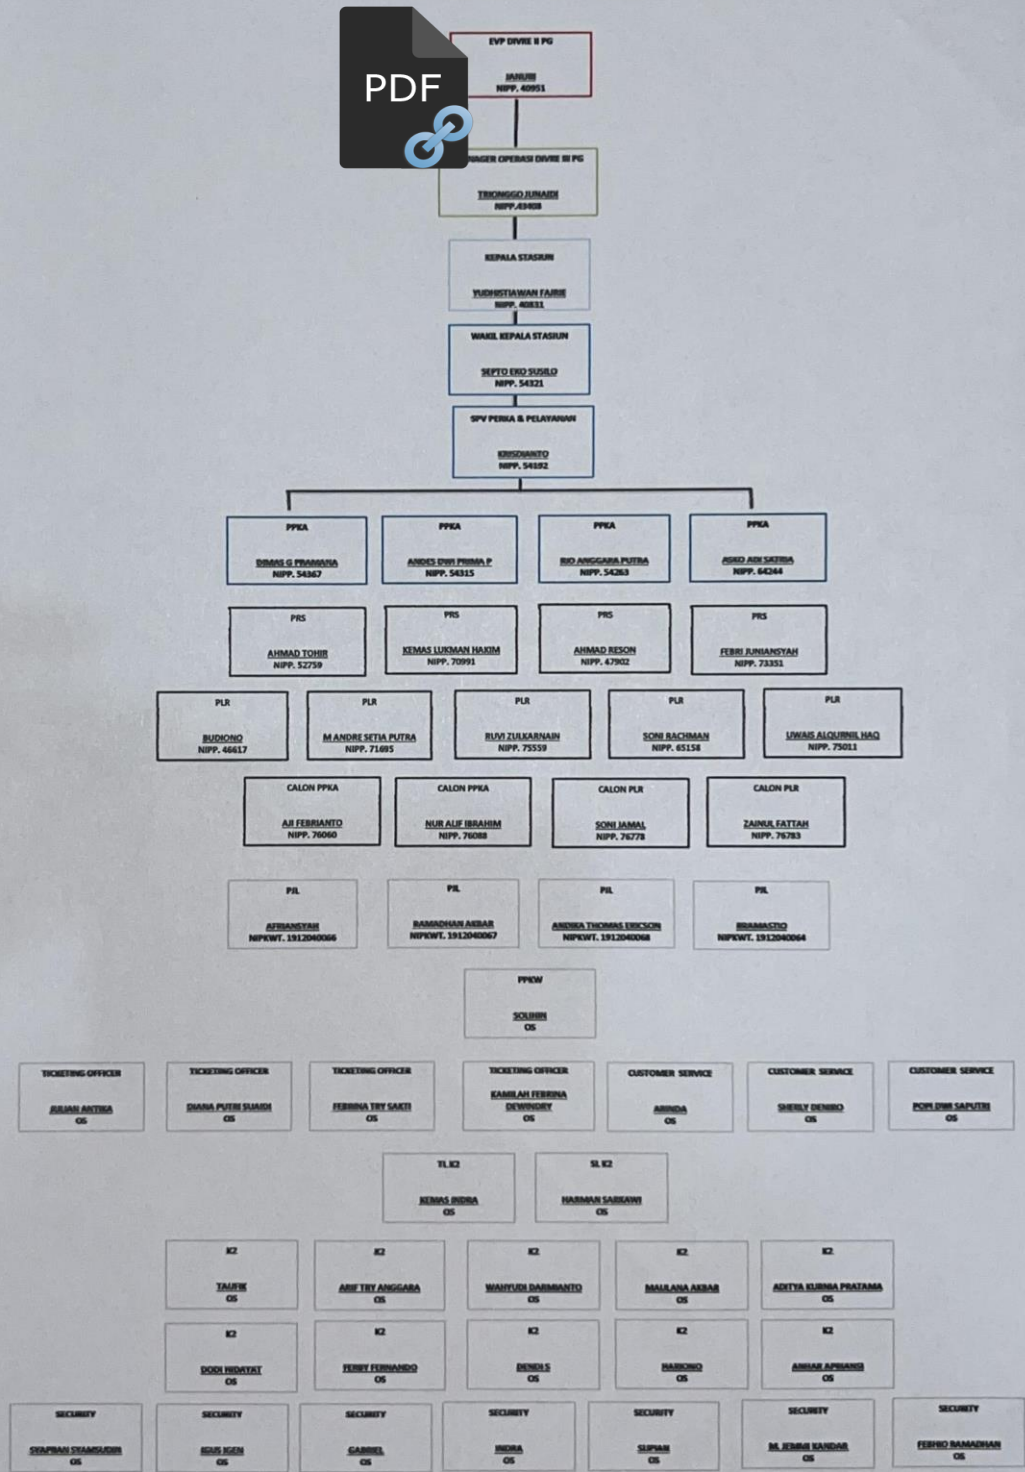 PDF
EVP DIVRE II PG
JANURI
NIPP. 40951
NAGER OPERASI DIVRE III PG
TRIONGGO JUNAIDI
NIPP.
KEPALA STASIUN
YUDHISTIAWAN FAJRIE
NIPP. 40831
WAKIL KEPALA STASIUN
SEPTO EKO SUSILO
NIPP. 54321
SPV PERKA & PELAYANAN
KRISDIANTO
NIPP. 54192
PPKA PPKA PPKA PPKA
DIMAS G PRAMANA ANDES DWI PRIMA P RIO ANGGARA PUTRA ASKO ADI SATRIA
NIPP. 54367 NIPP. 54315 NIPP. 54263 NIPP. 64244
PRS PRS PRS PRS
AHMAD TOHIR KEMAS LUKMAN HAKIM AHMAD RESON FEBRI JUNIANSYAH
NIPP. 52759 NIPP. 70991 NIPP. 47902 NIPP. 73351
PLR PLR PLR PLR PLR
BUDIONO M ANDRE SETIA PUTRA RUVI ZULKARNAIN SONI RACHMAN UWAIS ALQURNIL HAQ
NIPP. 46617 NIPP. 71695 NIPP. 75559 NIPP. 65158 NIPP. 75011
CALON PPKA CALON PPKA CALON PLR CALON PLR
AJI FEBRIANTO NUR ALIF IBRAHIM SONI JAMAL ZAINUL FATTAH
NIPP. 76060 NIPP. 76088 NIPP. 76778 NIPP. 76783
PJL PJL PJL PJL
AFRIANSYAH RAMADHAN AKBAR ANDIKA THOMAS ERICSON BRAMASTIO
NIPKWT. 1912040066 NIPKWT. 1912040067 NIPKWT. 1912040068 NIPKWT. 1912040064
PPKW
SOLIHIN
OS
TICKETING OFFICER TICKETING OFFICER TICKETING OFFICER TICKETING OFFICER CUSTOMER SERVICE CUSTOMER SERVICE CUSTOMER SERVICE
JULIAN ANTIKA DIANA PUTRI SUAIDI FEBRINA TRY SAKTI KAMILAH FEBRINA DEWINDRY ARINDA SHERLY DENIRO POPI DWI SAPUTRI
OS OS OS OS OS OS OS
TL K2 SL K2
KEMAS INDRA HARMAN SARKAWI
OS OS
K2 K2 K2 K2 K2
TAUFIK ARIF TRY ANGGARA WAHYUDI DARMIANTO MAULANA AKBAR ADITYA KURNIA PRATAMA
OS OS OS OS OS
K2 K2 K2 K2 K2
DODI HIDAYAT FERRY FERNANDO DENDI S HARIONO ANHAR APRIANSI
OS OS OS OS OS
SECURITY SECURITY SECURITY SECURITY SECURITY SECURITY SECURITY
SYAPRAN SYAMSUDIN IGUS IGEN GABRIEL INDRA SUPIAN M. JEMMI KANDAR FEBHIO RAMADHAN
OS OS OS OS OS OS OS